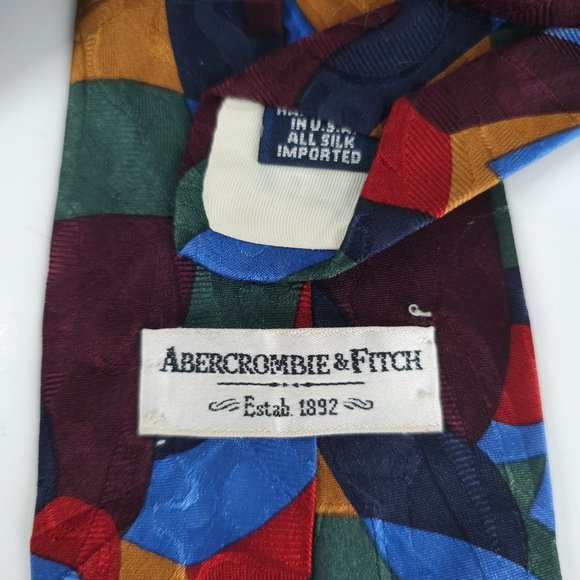 IN U.S.A.
ALL SILK
IMPORTED
ABERCROMBIE & FITCH
Estab. 1892